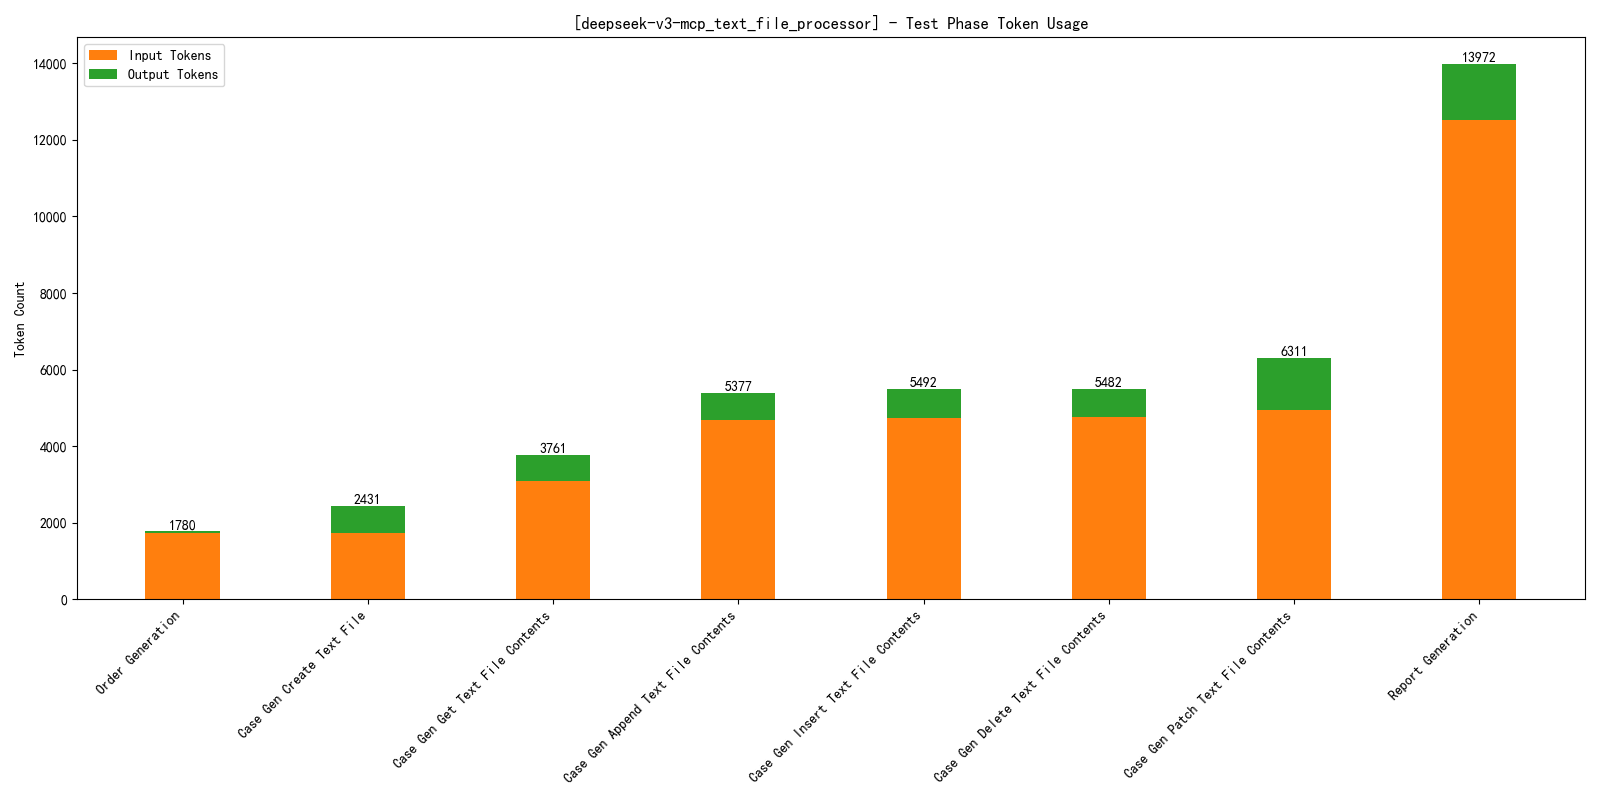 [deepseek-v3-mcp_text_file_processor] - Test Phase Token Usage
Input Tokens
Output Tokens
Token Count
14000
12000
10000
8000
6000
4000
2000
0
1780
2431
3761
5377
5492
5482
6311
13972
Order Generation
Case Gen Create Text File
Case Gen Get Text File Contents
Case Gen Append Text File Contents
Case Gen Insert Text File Contents
Case Gen Delete Text File Contents
Case Gen Patch Text File Contents
Report Generation